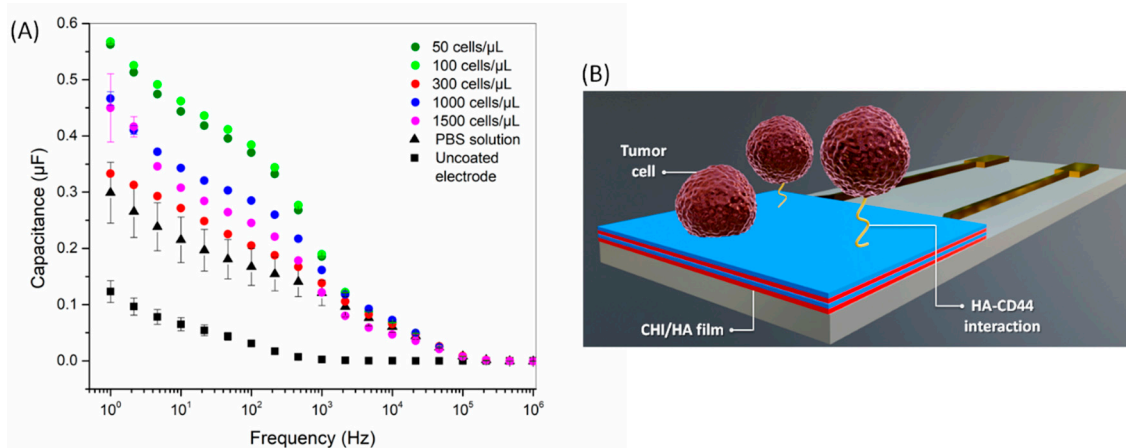 (A)
0.6
0.5
0.4
0.3
0.2
0.1
0.0
Capacitance (µF)
10⁰ 10¹ 10² 10³ 10⁴ 10⁵ 10⁶
Frequency (Hz)
50 cells/µL
100 cells/µL
300 cells/µL
1000 cells/µL
1500 cells/µL
PBS solution
Uncoated
electrode
(B)
Tumor
cell
CHI/HA film
HA-CD44
interaction